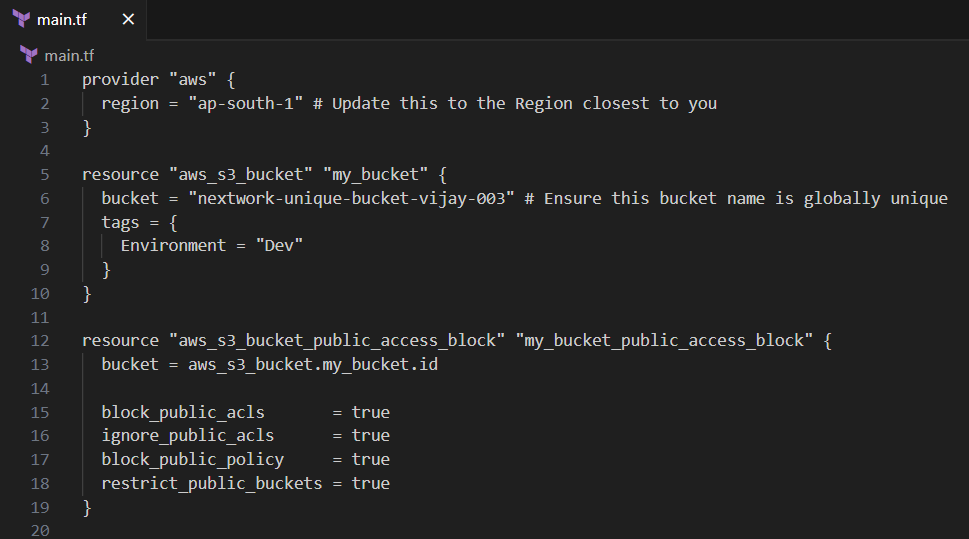 main.tf ×
main.tf
1 provider "aws" {
2   region = "ap-south-1" # Update this to the Region closest to you
3 }
4
5 resource "aws_s3_bucket" "my_bucket" {
6   bucket = "nextwork-unique-bucket-vijay-003" # Ensure this bucket name is globally unique
7   tags = {
8     Environment = "Dev"
9   }
10 }
11
12 resource "aws_s3_bucket_public_access_block" "my_bucket_public_access_block" {
13   bucket = aws_s3_bucket.my_bucket.id
14
15   block_public_acls       = true
16   ignore_public_acls      = true
17   block_public_policy     = true
18   restrict_public_buckets = true
19 }
20